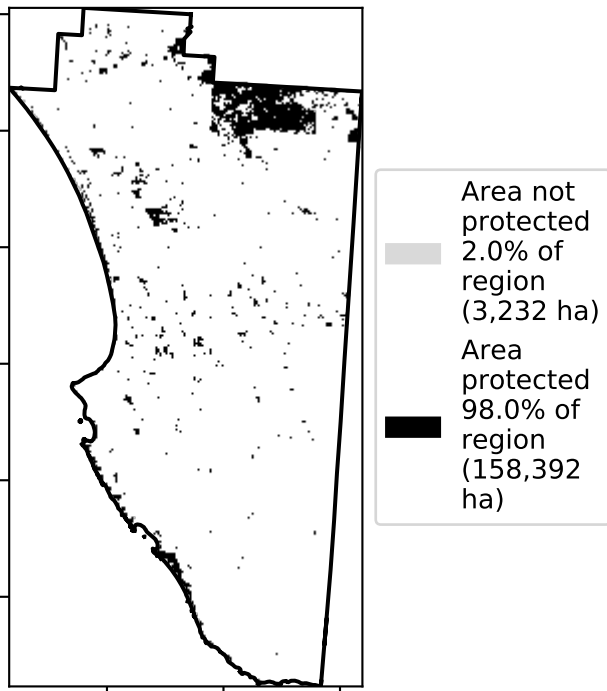 Area not
protected
2.0% of
region
(3,232 ha)
Area
protected
98.0% of
region
(158,392
ha)